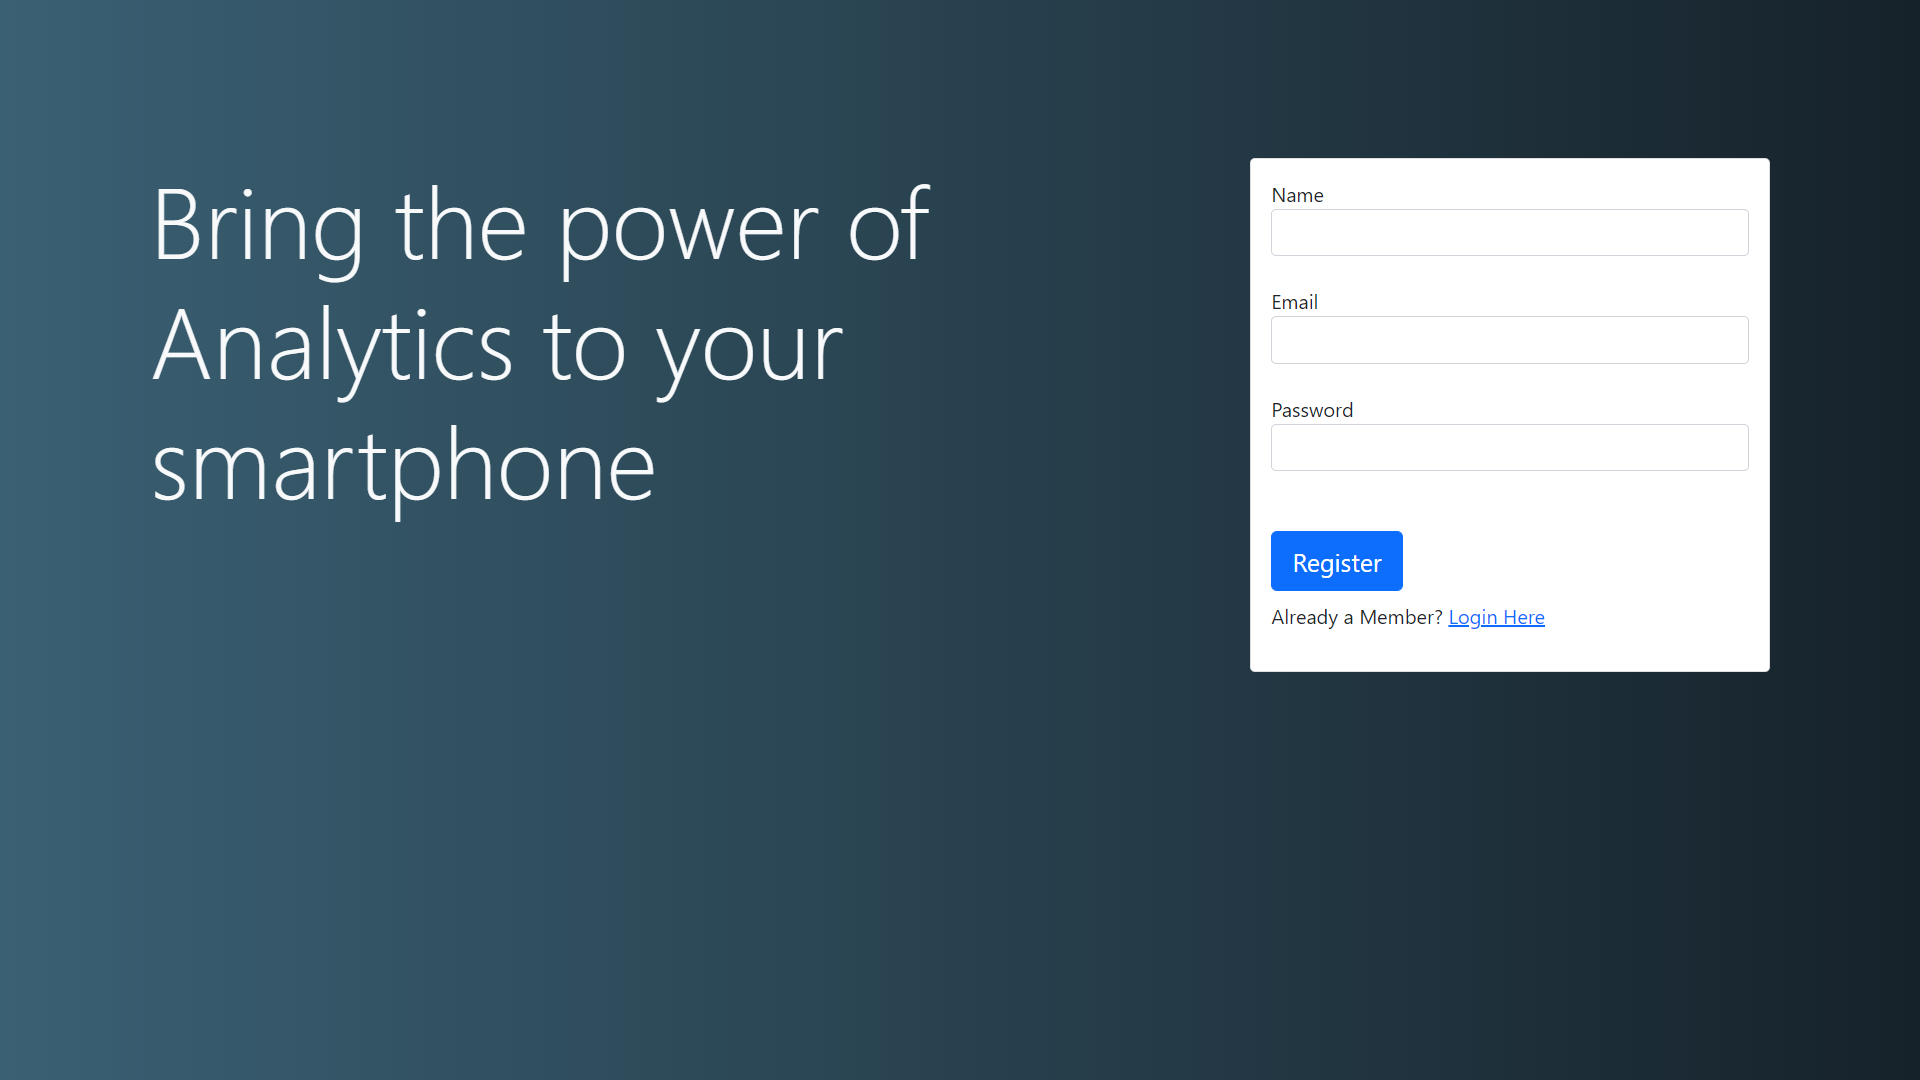 Bring the power of
Analytics to your
smartphone
Name
Email
Password
Register
Already a Member? Login Here